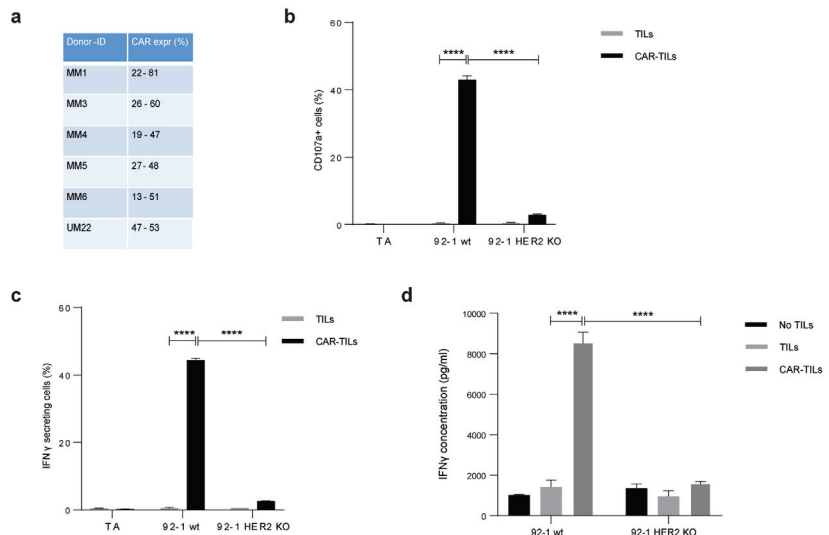 a
Donor-ID CAR expr (%)
MM1 22 - 81
MM3 26 - 60
MM4 19 - 47
MM5 27 - 48
MM6 13 - 51
UM22 47 - 53
b
TILs
CAR-TILs
**** ****
CD107a+ cells (%)
60
40
20
0
TA 92-1 wt 92-1 HER2 KO
c
TILs
CAR-TILs
**** ****
IFNγ secreting cells (%)
60
40
20
0
TA 92-1 wt 92-1 HER2 KO
d
No TILs
TILs
CAR-TILs
**** ****
IFNγ concentration (pg/ml)
10000
8000
6000
4000
2000
0
92-1 wt 92-1 HER2 KO